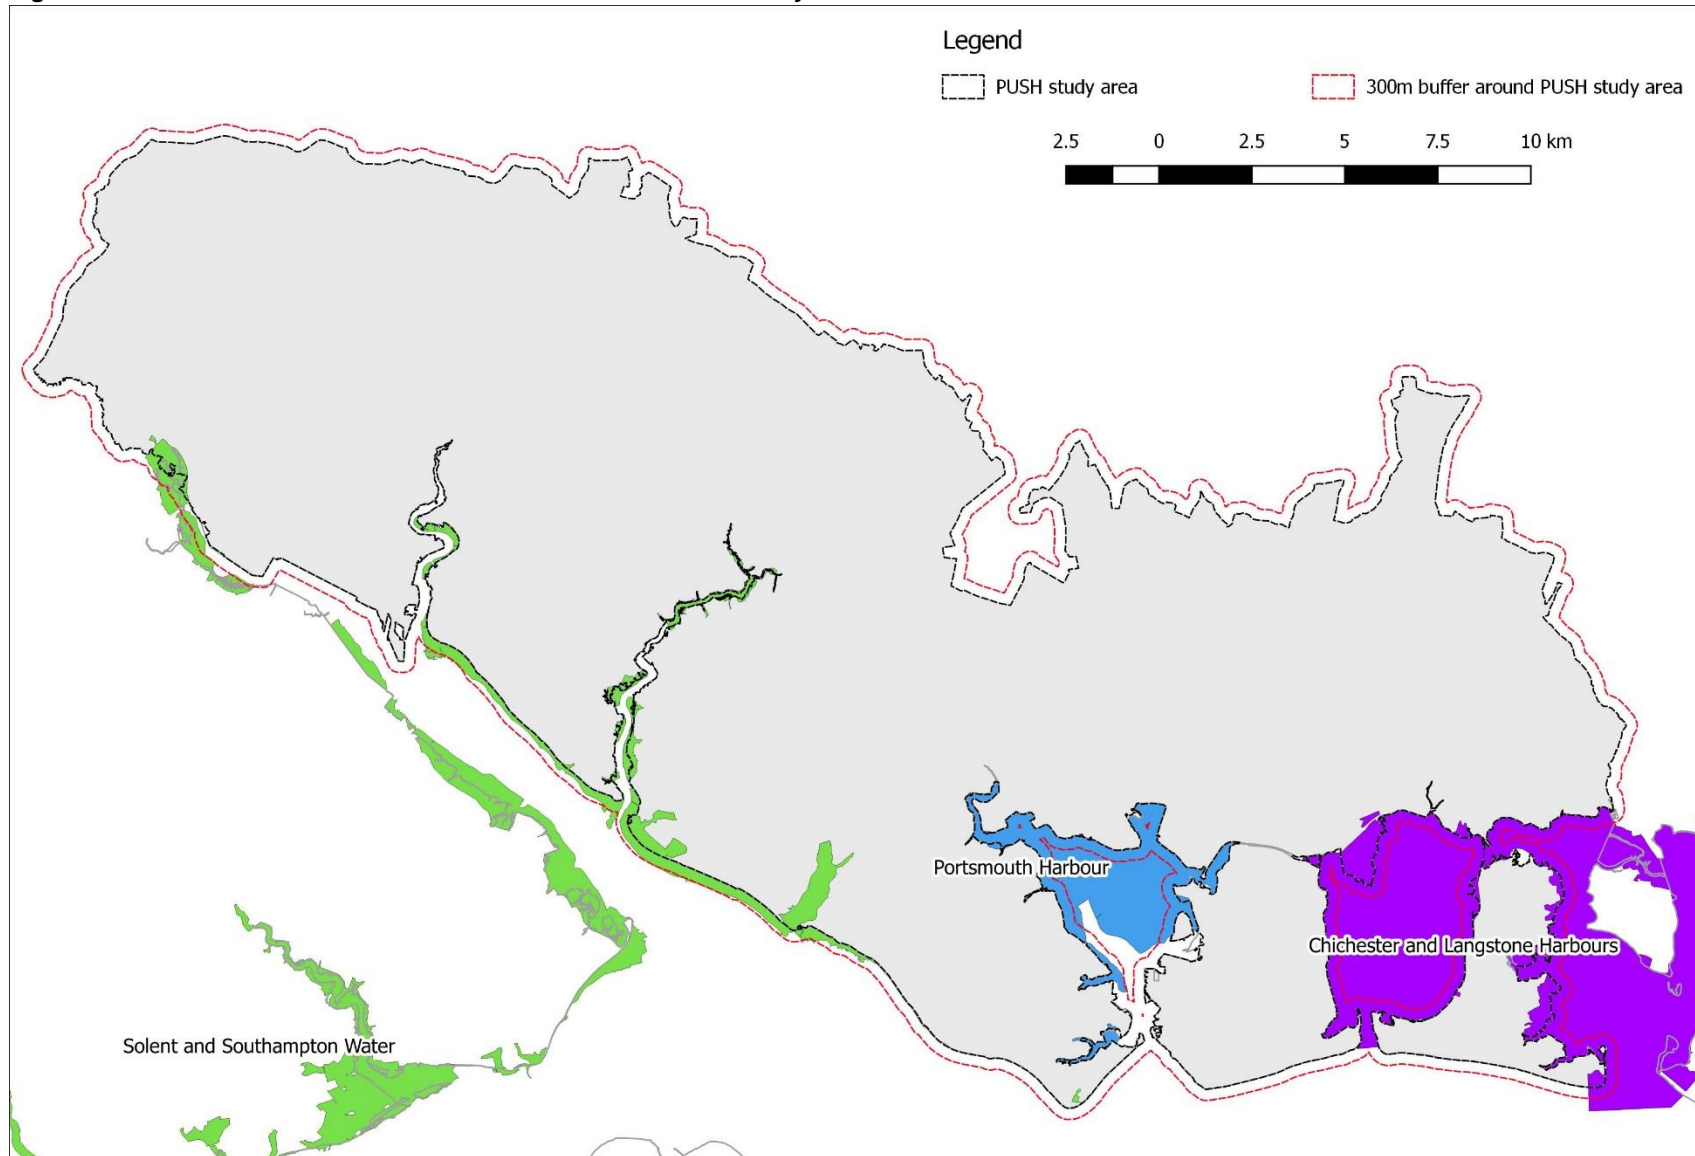 Legend
PUSH study area
300m buffer around PUSH study area
2.5 0 2.5 5 7.5 10 km
Portsmouth Harbour
Chichester and Langstone Harbours
Solent and Southampton Water